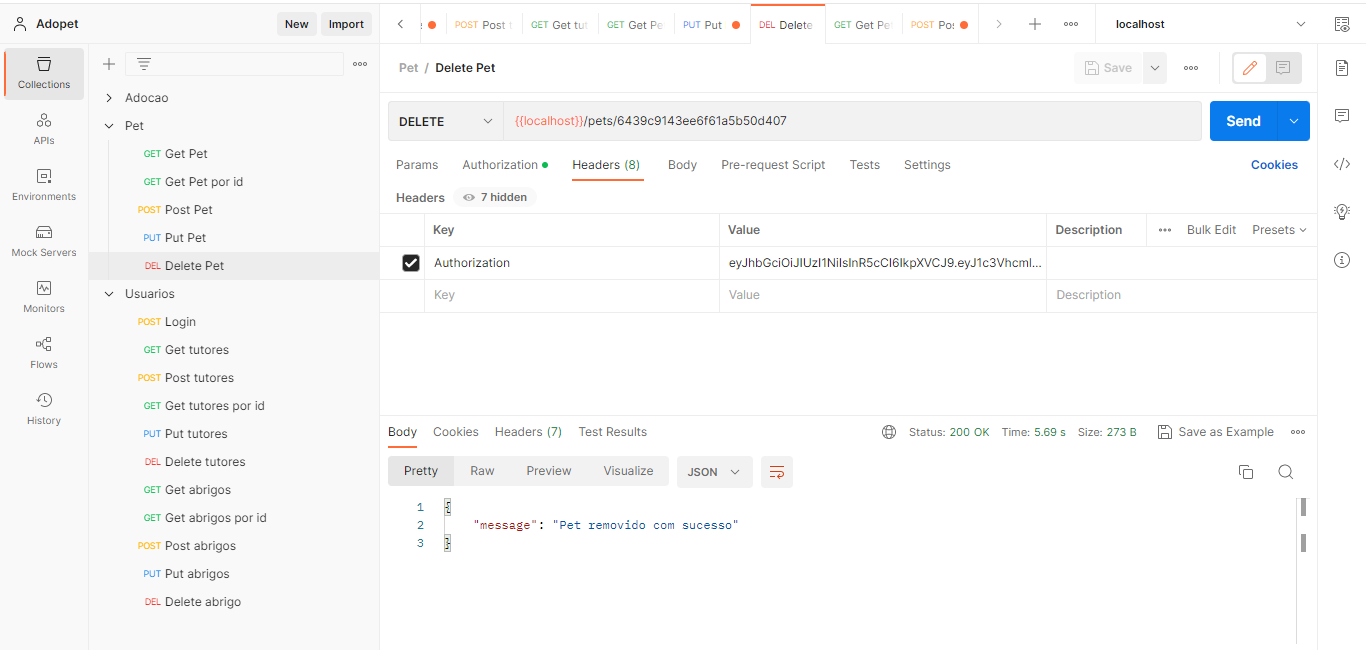 Adopet
New
Import
POST Post t
GET Get tut
GET Get Pe
PUT Put
DEL Delete
GET Get Pet
POST Pos
localhost
Collections
APIs
Environments
Mock Servers
Monitors
Flows
History
Adocao
Pet
GET Get Pet
GET Get Pet por id
POST Post Pet
PUT Put Pet
DEL Delete Pet
Usuarios
POST Login
GET Get tutores
POST Post tutores
GET Get tutores por id
PUT Put tutores
DEL Delete tutores
GET Get abrigos
GET Get abrigos por id
POST Post abrigos
PUT Put abrigos
DEL Delete abrigo
Pet / Delete Pet
Save
DELETE
{{localhost}}/pets/6439c9143ee6f61a5b50d407
Send
Params Authorization Headers (8) Body Pre-request Script Tests Settings
Cookies
Headers 7 hidden
Key Value Description Bulk Edit Presets
Authorization eyJhbGciOiJIUzI1NiIsInR5cCI6IkpXVCJ9.eyJ1c3VhcmI...
Key Value Description
Body Cookies Headers (7) Test Results
Status: 200 OK Time: 5.69 s Size: 273 B
Save as Example
Pretty Raw Preview Visualize JSON
1 {
2 "message": "Pet removido com sucesso"
3 }